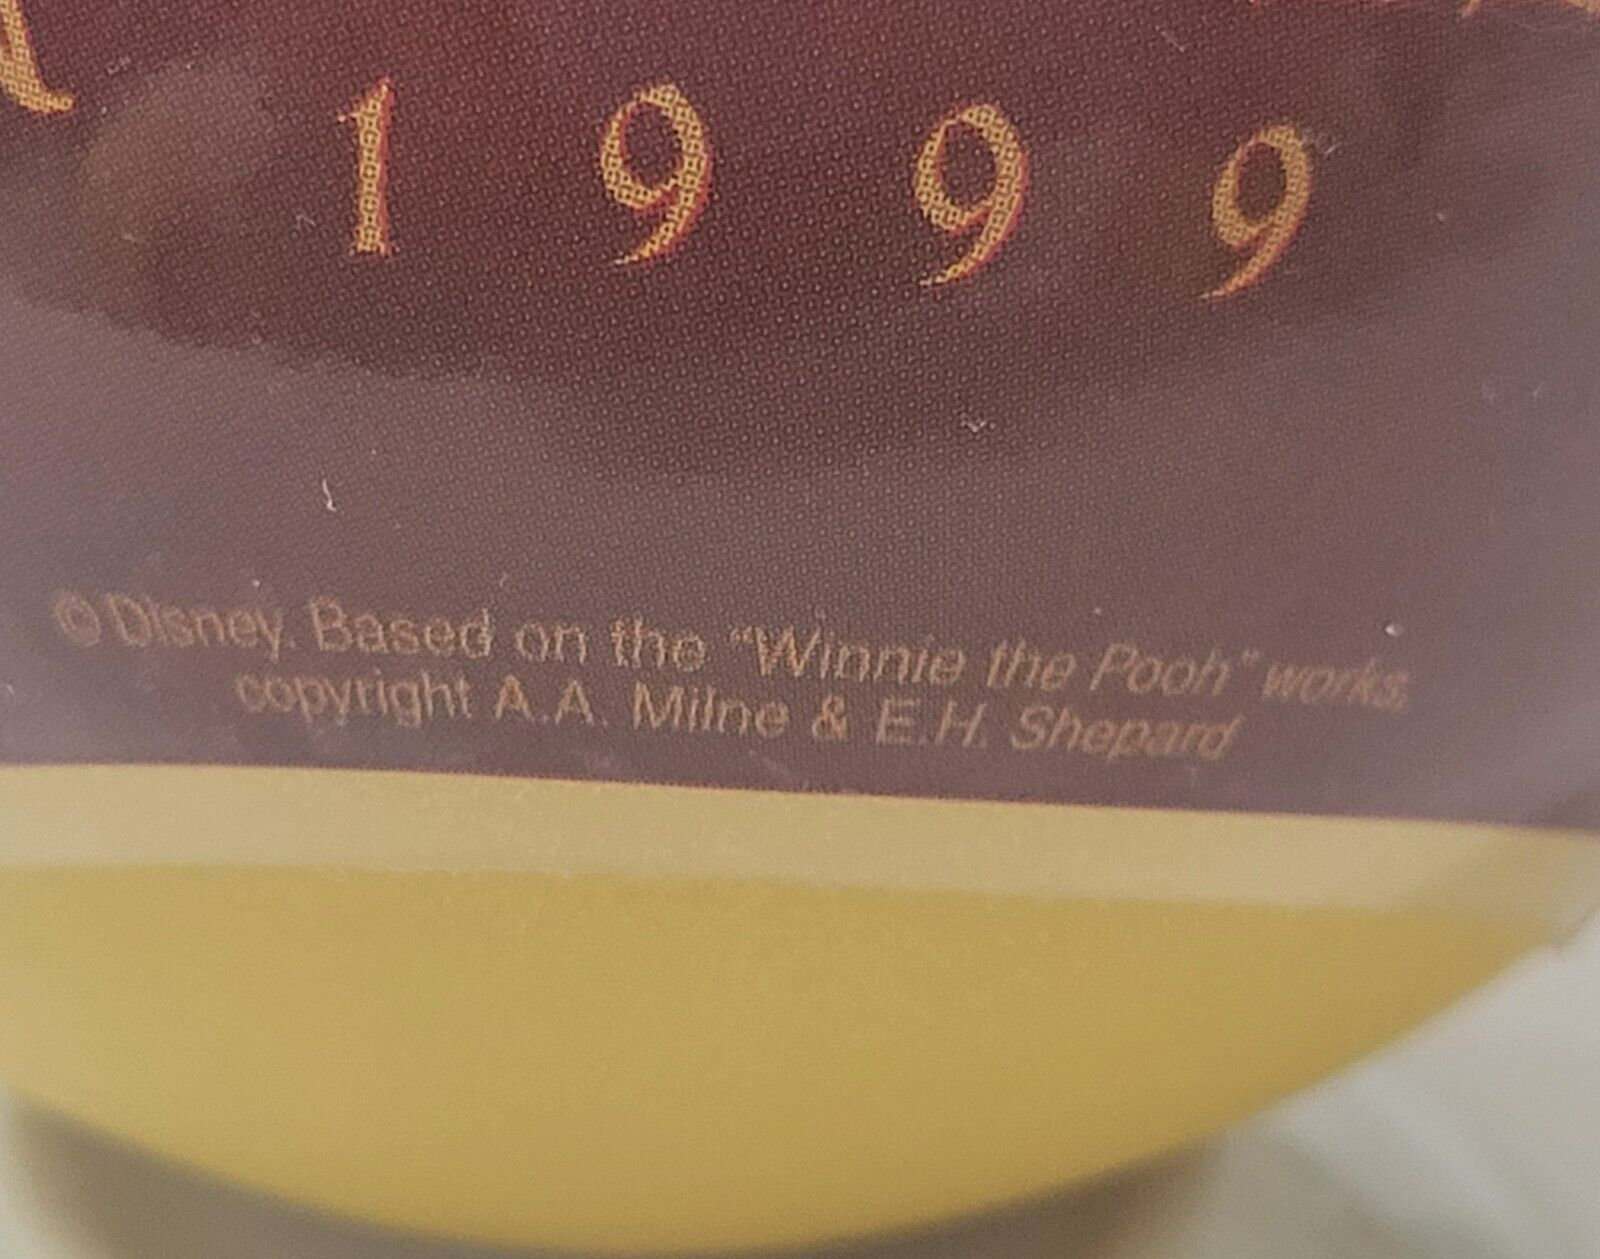 1999
© Disney. Based on the "Winnie the Pooh" works,
copyright A.A. Milne & E.H. Shepard